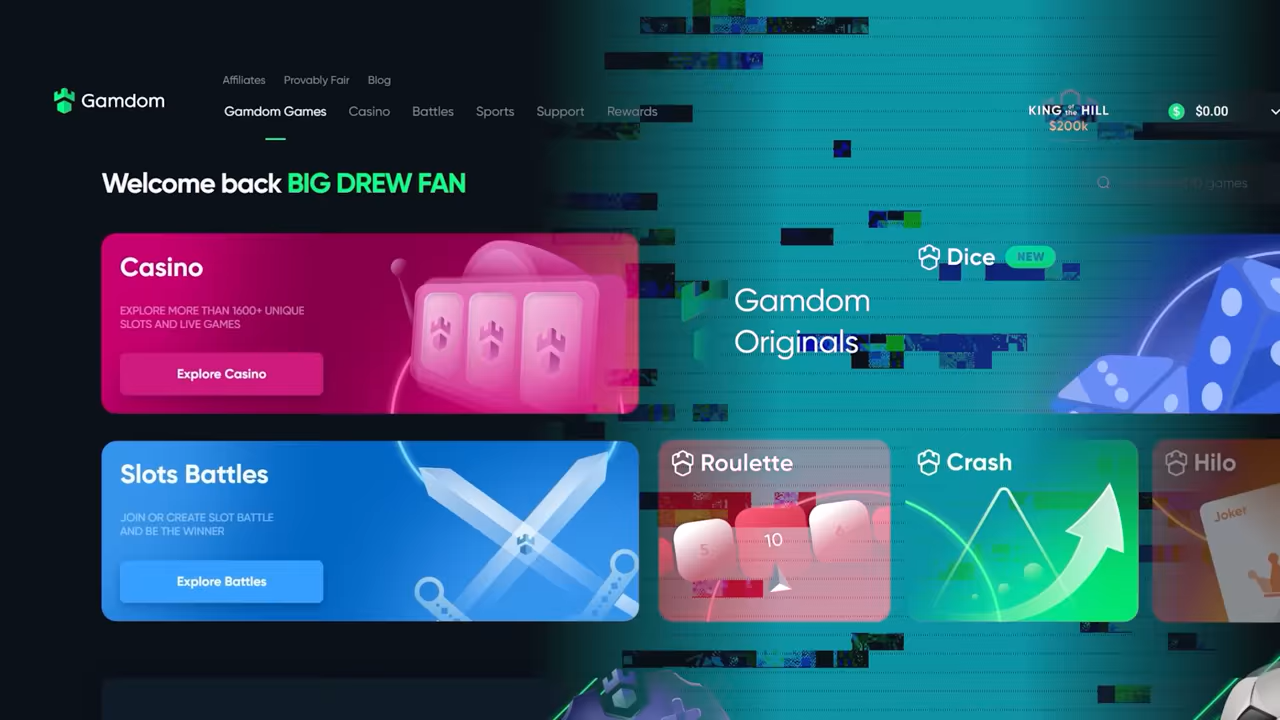 Affiliates Provably Fair Blog
Gamdom
Gamdom Games Casino Battles Sports Support Rewards
KING of the HILL
$200k
$ $0.00
Welcome back BIG DREW FAN
games
Casino
EXPLORE MORE THAN 1600+ UNIQUE
SLOTS AND LIVE GAMES
Explore Casino
Gamdom
Originals
Dice NEW
Slots Battles
JOIN OR CREATE SLOT BATTLE
AND BE THE WINNER
Explore Battles
Roulette
5 10
Crash
Hilo
Joker